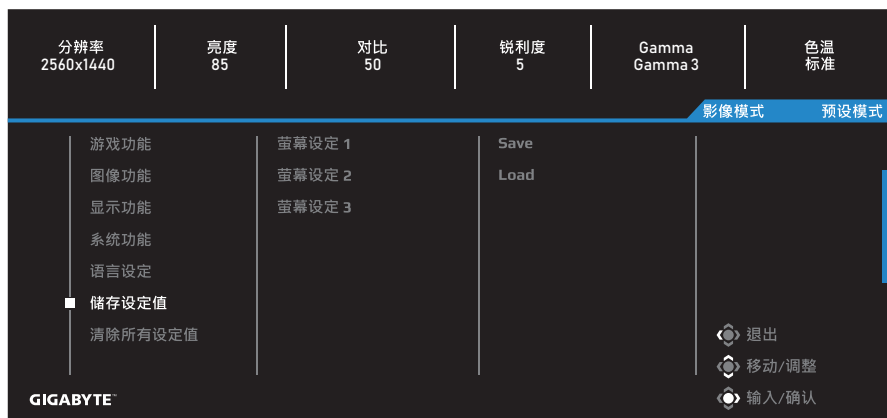 分辨率 亮度 对比 锐利度 Gamma 色温
2560x1440 85 50 5 Gamma 3 标准
影像模式 预设模式
游戏功能 萤幕设定 1 Save
图像功能 萤幕设定 2 Load
显示功能 萤幕设定 3
系统功能
语言设定
储存设定值
清除所有设定值 退出
移动/调整
GIGABYTE™ 输入/确认